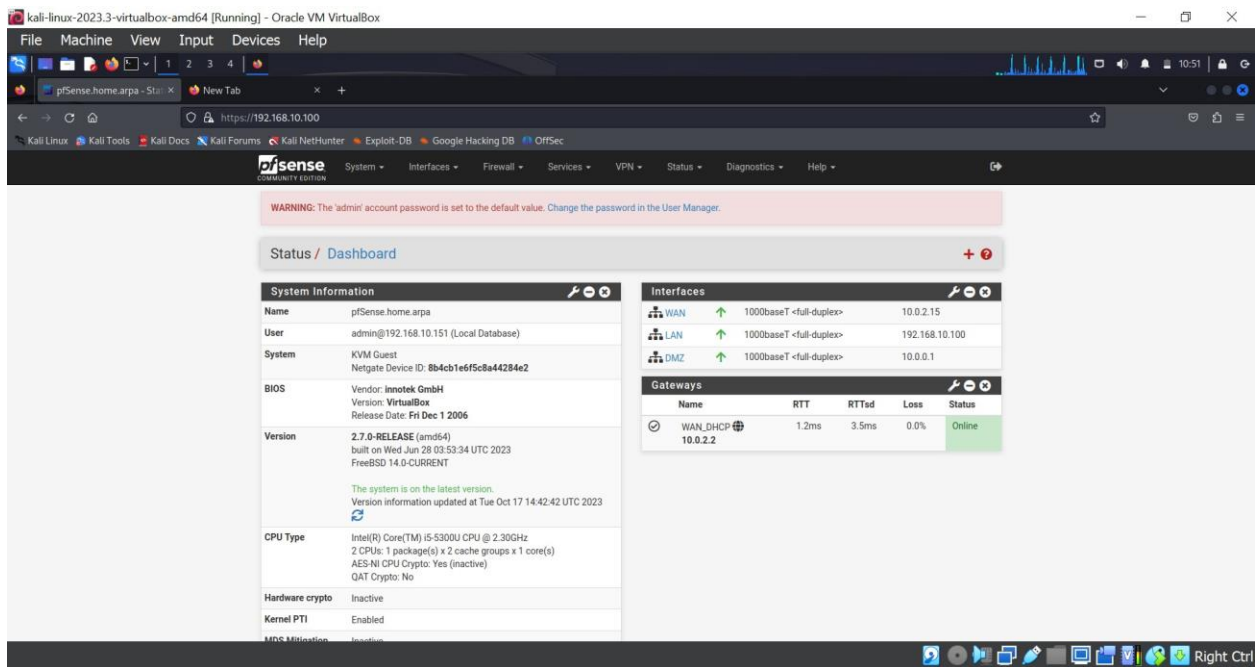 kali-linux-2023.3-virtualbox-amd64 [Running] - Oracle VM VirtualBox
File Machine View Input Devices Help
1 2 3 4 10:51
pfSense.home.arpa - Sta × New Tab × +
https://192.168.10.100
Kali Linux Kali Tools Kali Docs Kali Forums Kali NetHunter Exploit-DB Google Hacking DB OffSec
pfsense COMMUNITY EDITION System Interfaces Firewall Services VPN Status Diagnostics Help
WARNING: The 'admin' account password is set to the default value. Change the password in the User Manager.
Status / Dashboard
System Information
Name pfSense.home.arpa
User admin@192.168.10.151 (Local Database)
System KVM Guest
Netgate Device ID: 8b4cb1e6f5c8a44284e2
BIOS Vendor: innotek GmbH
Version: VirtualBox
Release Date: Fri Dec 1 2006
Version 2.7.0-RELEASE (amd64)
built on Wed Jun 28 03:53:34 UTC 2023
FreeBSD 14.0-CURRENT
The system is on the latest version.
Version information updated at Tue Oct 17 14:42:42 UTC 2023
CPU Type Intel(R) Core(TM) i5-5300U CPU @ 2.30GHz
2 CPUs: 1 package(s) x 2 cache groups x 1 core(s)
AES-NI CPU Crypto: Yes (inactive)
QAT Crypto: No
Hardware crypto Inactive
Kernel PTI Enabled
MDS Mitigation Inactive
Interfaces
WAN 1000baseT <full-duplex> 10.0.2.15
LAN 1000baseT <full-duplex> 192.168.10.100
DMZ 1000baseT <full-duplex> 10.0.0.1
Gateways
Name RTT RTTsd Loss Status
WAN_DHCP 1.2ms 3.5ms 0.0% Online
10.0.2.2
Right Ctrl